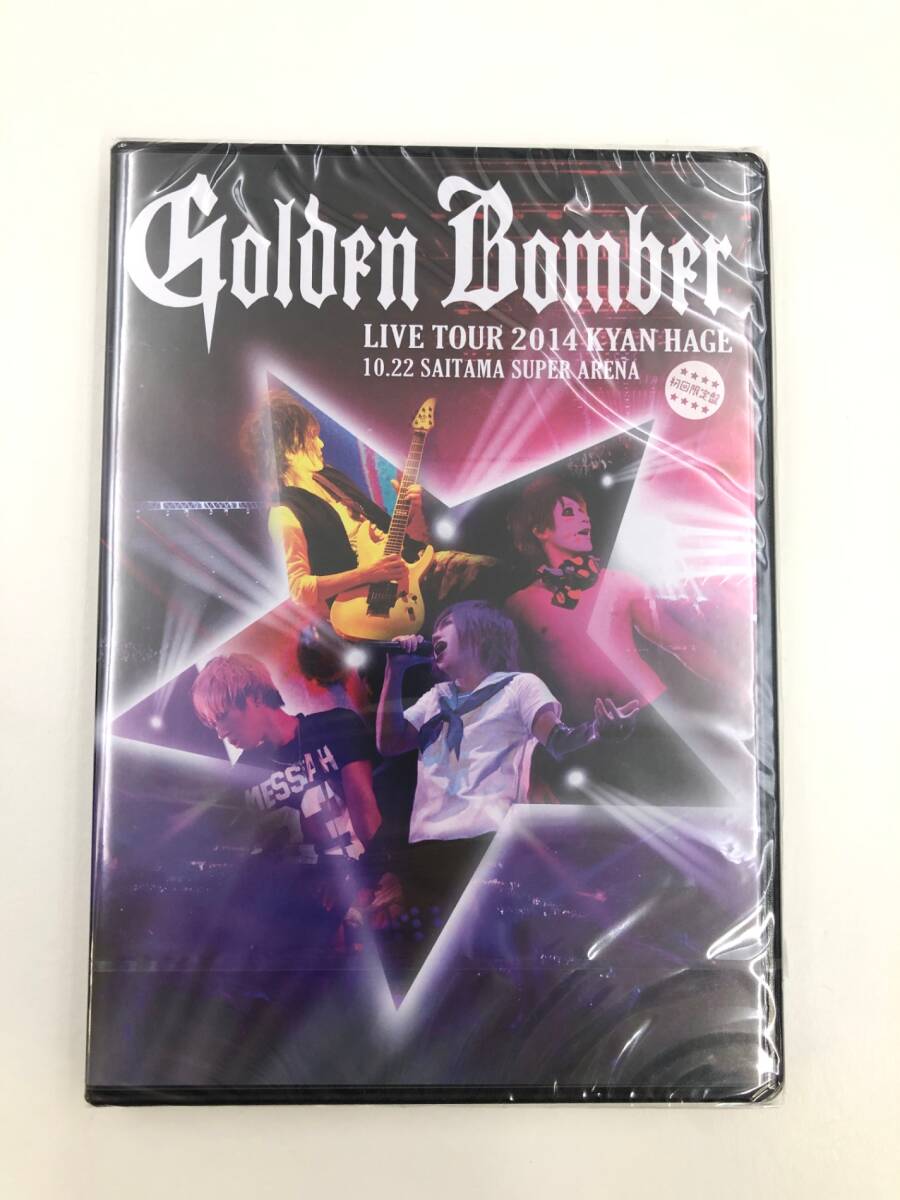 Golden Bomber
LIVE TOUR 2014 KYAN HAGE
10.22 SAITAMA SUPER ARENA
初回限定盤
MESSIAH